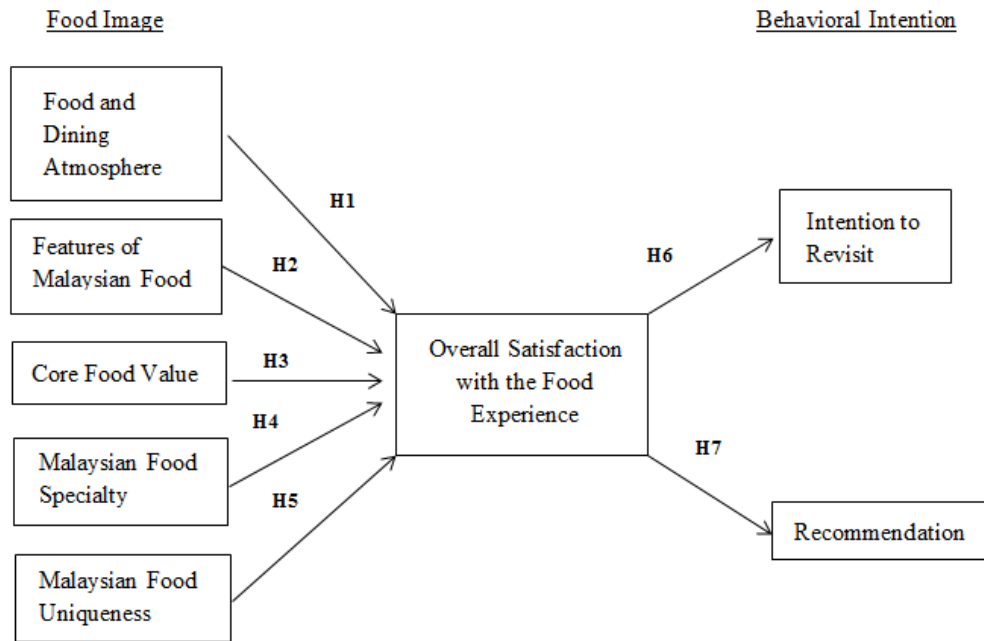 Food Image
Behavioral Intention
Food and
Dining
Atmosphere
H1
Features of
Malaysian Food
H2
Intention to
Revisit
H6
Overall Satisfaction
with the Food
Experience
Core Food Value
H3
H4
Malaysian Food
Specialty
H5
H7
Recommendation
Malaysian Food
Uniqueness